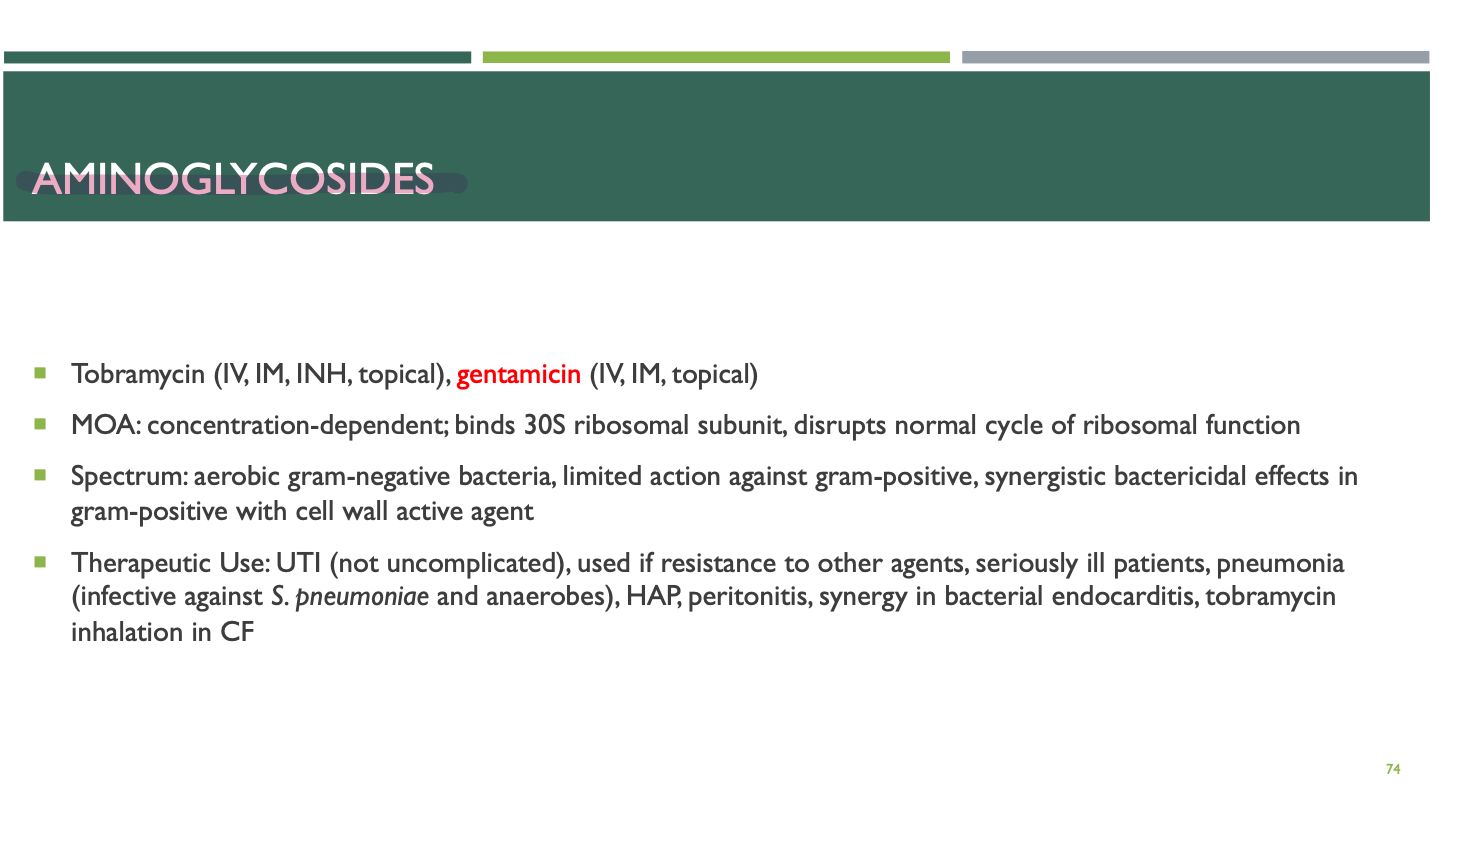 AMINOGLYCOSIDES
Tobramycin (IV, IM, INH, topical), gentamicin (IV, IM, topical)
MOA: concentration-dependent; binds 30S ribosomal subunit, disrupts normal cycle of ribosomal function
Spectrum: aerobic gram-negative bacteria, limited action against gram-positive, synergistic bactericidal effects in
gram-positive with cell wall active agent
Therapeutic Use: UTI (not uncomplicated), used if resistance to other agents, seriously ill patients, pneumonia
(infective against S. pneumoniae and anaerobes), HAP, peritonitis, synergy in bacterial endocarditis, tobramycin
inhalation in CF
74